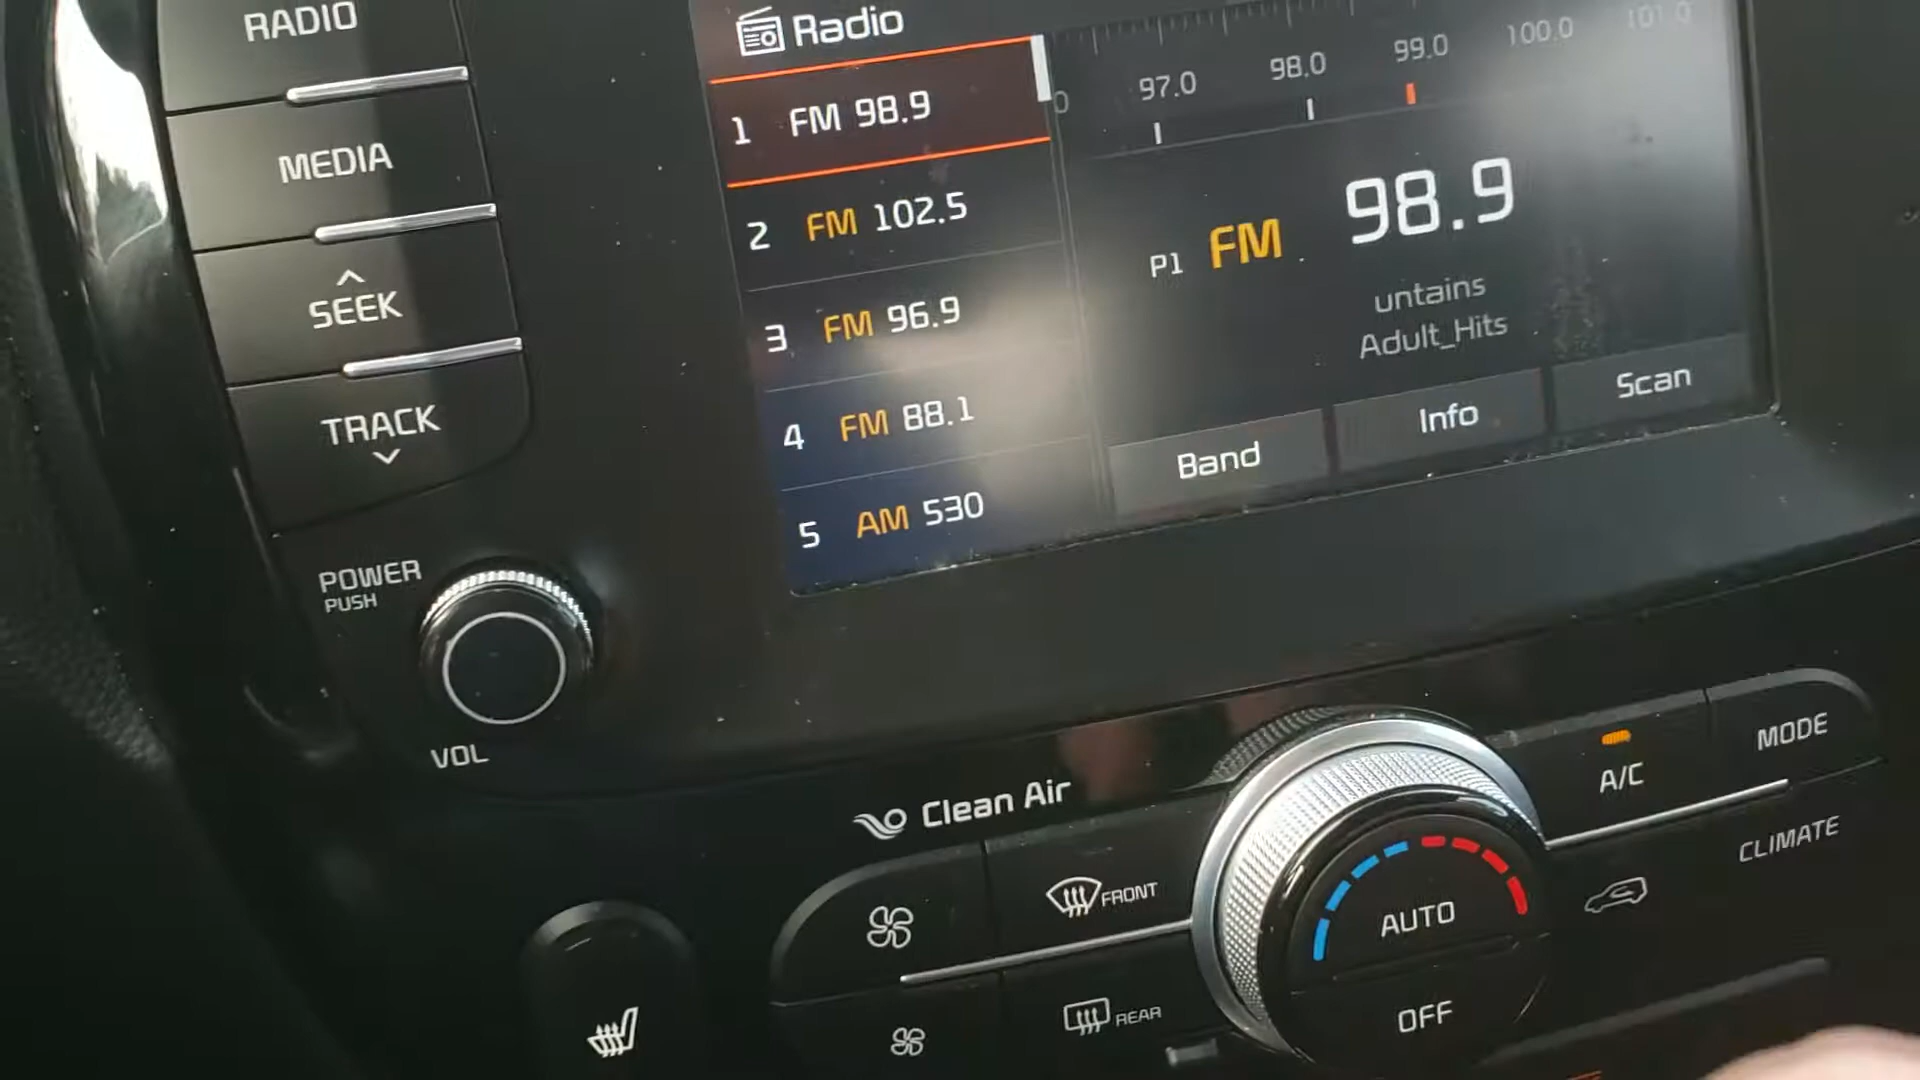 RADIO
MEDIA
SEEK
TRACK
POWER
PUSH
VOL
Radio
1 FM 98.9
2 FM 102.5
3 FM 96.9
4 FM 88.1
5 AM 530
0 97.0 98.0 99.0 100.0 101.0
P1 FM 98.9
untains
Adult_Hits
Band Info Scan
Clean Air
FRONT
REAR
AUTO
OFF
A/C
MODE
CLIMATE